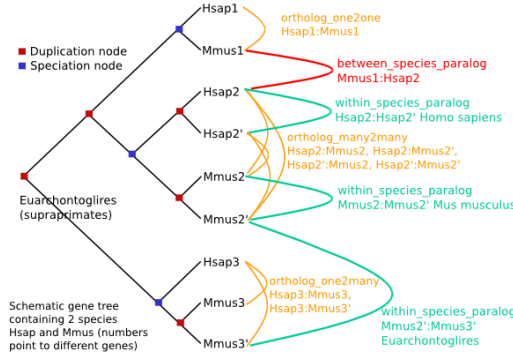 Hsap1
ortholog_one2one
Hsap1:Mmus1
Duplication node
Speciation node
Mmus1
between_species_paralog
Mmus1:Hsap2
Hsap2
within_species_paralog
Hsap2:Hsap2' Homo sapiens
Hsap2'
ortholog_many2many
Hsap2:Mmus2, Hsap2:Mmus2',
Hsap2':Mmus2, Hsap2':Mmus2'
Mmus2
within_species_paralog
Mmus2:Mmus2' Mus musculus
Mmus2'
Euarchontoglires
(supraprimates)
Hsap3
ortholog_one2many
Hsap3:Mmus3,
Hsap3:Mmus3'
Mmus3
Schematic gene tree
containing 2 species
Hsap and Mmus (numbers
point to different genes)
within_species_paralog
Mmus2':Mmus3'
Euarchontoglires
Mmus3'